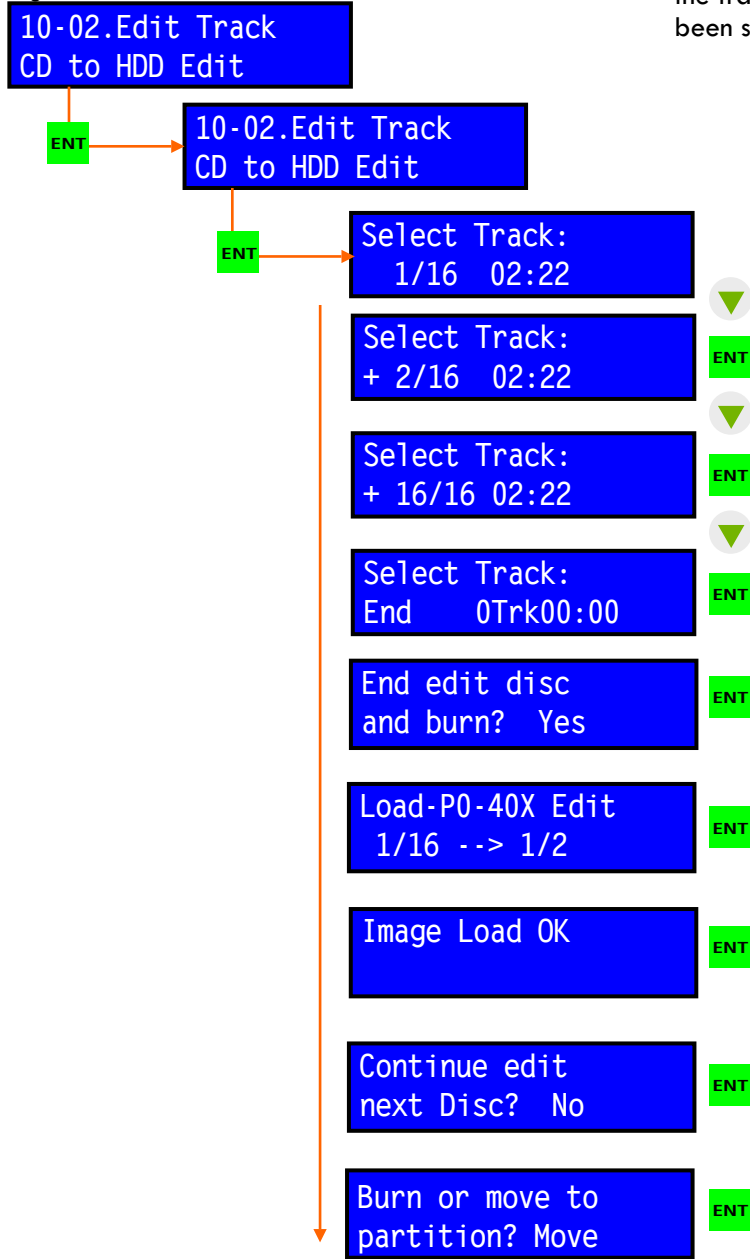 been s
10-02.Edit Track
CD to HDD Edit
ENT
10-02.Edit Track
CD to HDD Edit
ENT
Select Track:
1/16 02:22
Select Track:
+ 2/16 02:22
ENT
Select Track:
+ 16/16 02:22
ENT
Select Track:
End 0Trk00:00
ENT
End edit disc
and burn? Yes
ENT
Load-P0-40X Edit
1/16 --> 1/2
ENT
Image Load OK
ENT
Continue edit
next Disc? No
ENT
Burn or move to
partition? Move
ENT